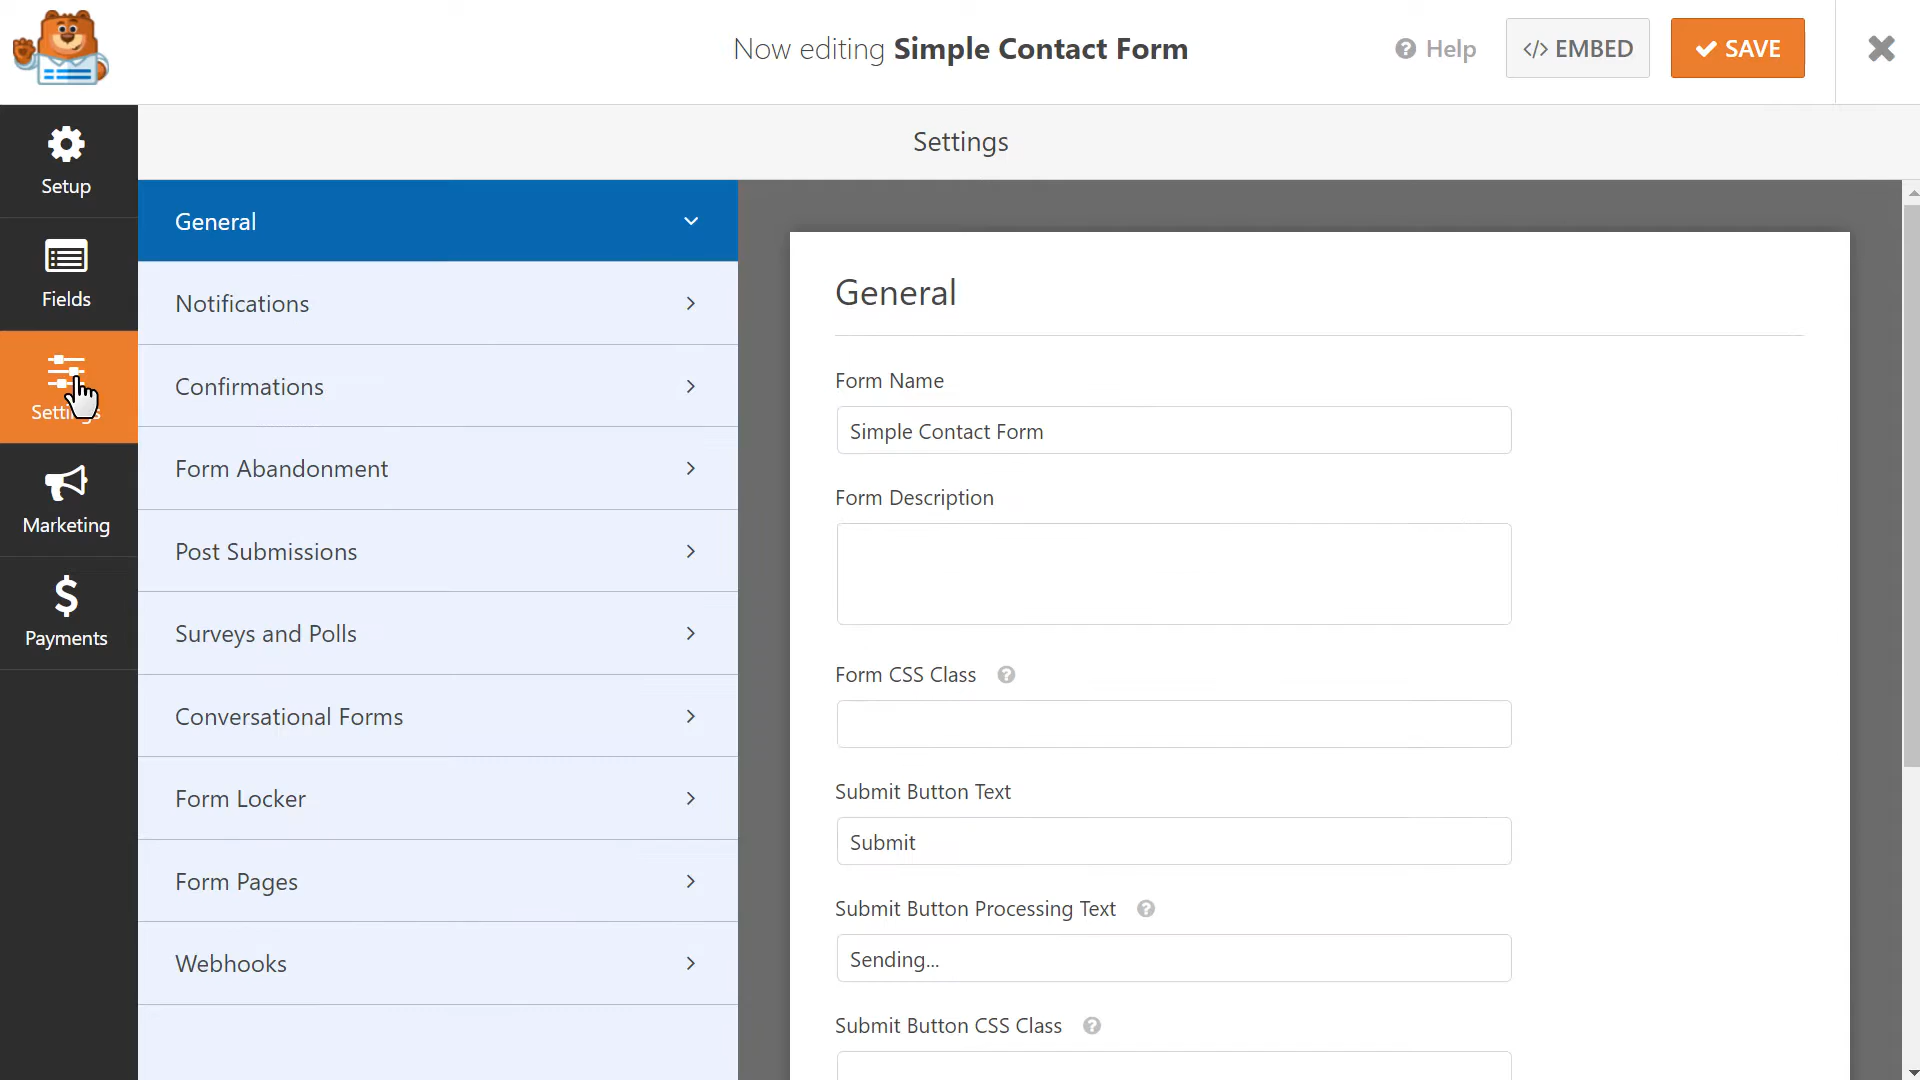 Now editing Simple Contact Form
Help
</> EMBED
SAVE
Setup
Fields
Settings
Marketing
Payments
Settings
General
Notifications
Confirmations
Form Abandonment
Post Submissions
Surveys and Polls
Conversational Forms
Form Locker
Form Pages
Webhooks
General
Form Name
Simple Contact Form
Form Description
Form CSS Class
Submit Button Text
Submit
Submit Button Processing Text
Sending...
Submit Button CSS Class